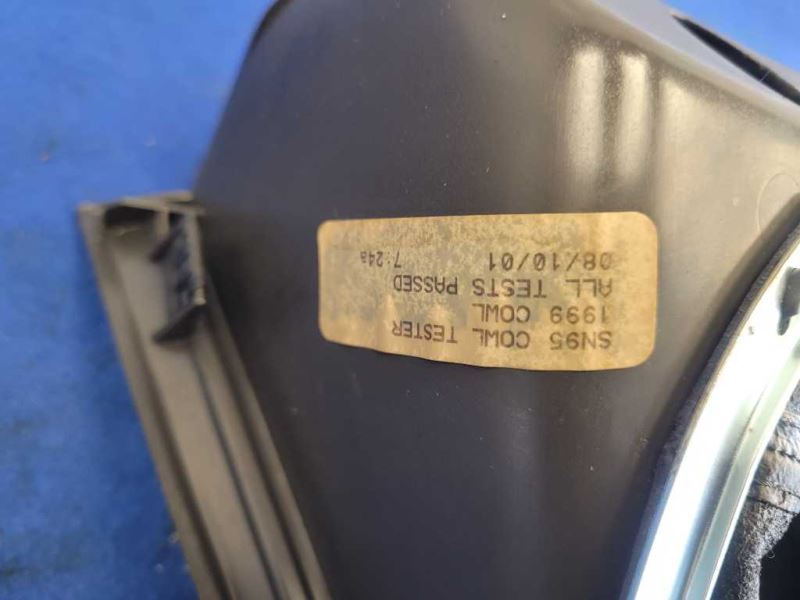 SN95 COWL TESTER
1999 COWL
ALL TESTS PASSED
08/10/01 7:24a